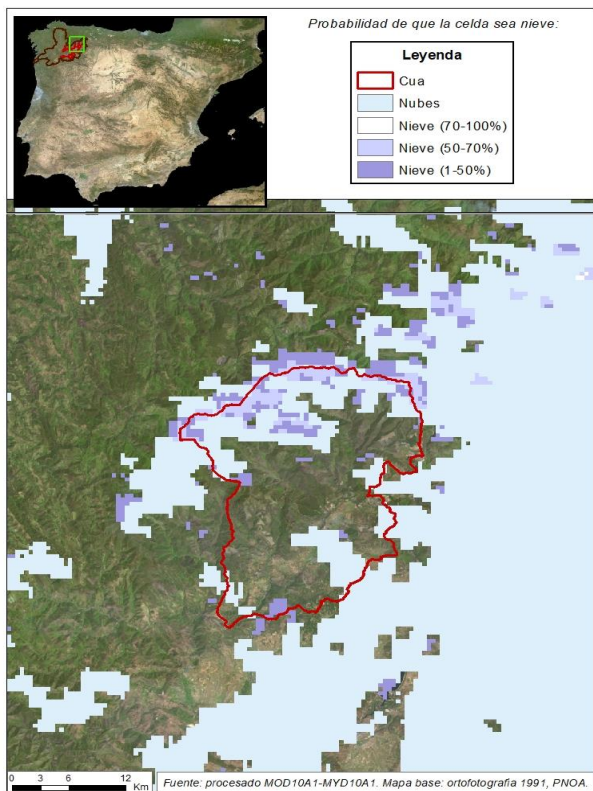 Probabilidad de que la celda sea nieve:
Leyenda
Cua
Nubes
Nieve (70-100%)
Nieve (50-70%)
Nieve (1-50%)
0 3 6 12
Km
Fuente: procesado MOD10A1-MYD10A1. Mapa base: ortofotografía 1991, PNOA.